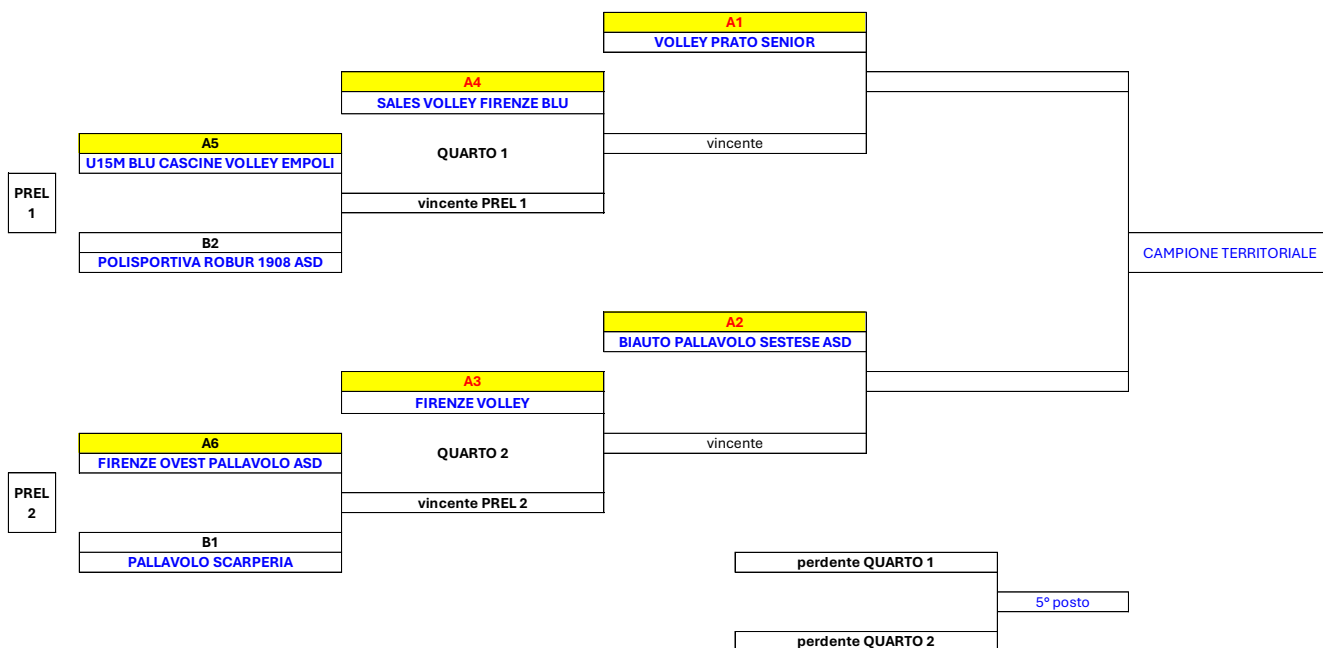 A1
VOLLEY PRATO SENIOR
A4
SALES VOLLEY FIRENZE BLU
A5
U15M BLU CASCINE VOLLEY EMPOLI
QUARTO 1
vincente
PREL
1
vincente PREL 1
B2
POLISPORTIVA ROBUR 1908 ASD
CAMPIONE TERRITORIALE
A2
BIAUTO PALLAVOLO SESTESE ASD
A3
FIRENZE VOLLEY
A6
FIRENZE OVEST PALLAVOLO ASD
QUARTO 2
vincente
PREL
2
vincente PREL 2
B1
PALLAVOLO SCARPERIA
perdente QUARTO 1
5° posto
perdente QUARTO 2